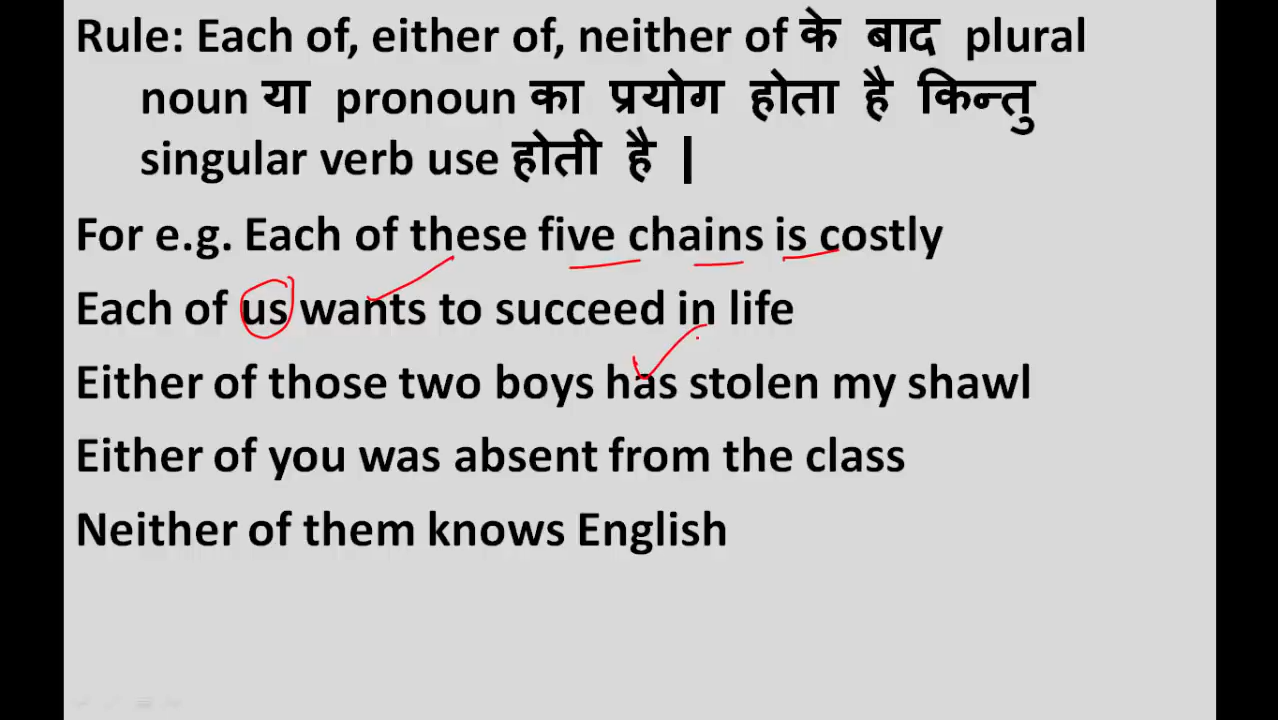 Rule: Each of, either of, neither of के बाद plural
noun या pronoun का प्रयोग होता है किन्तु
singular verb use होती है |
For e.g. Each of these five chains is costly
Each of us wants to succeed in life
Either of those two boys has stolen my shawl
Either of you was absent from the class
Neither of them knows English